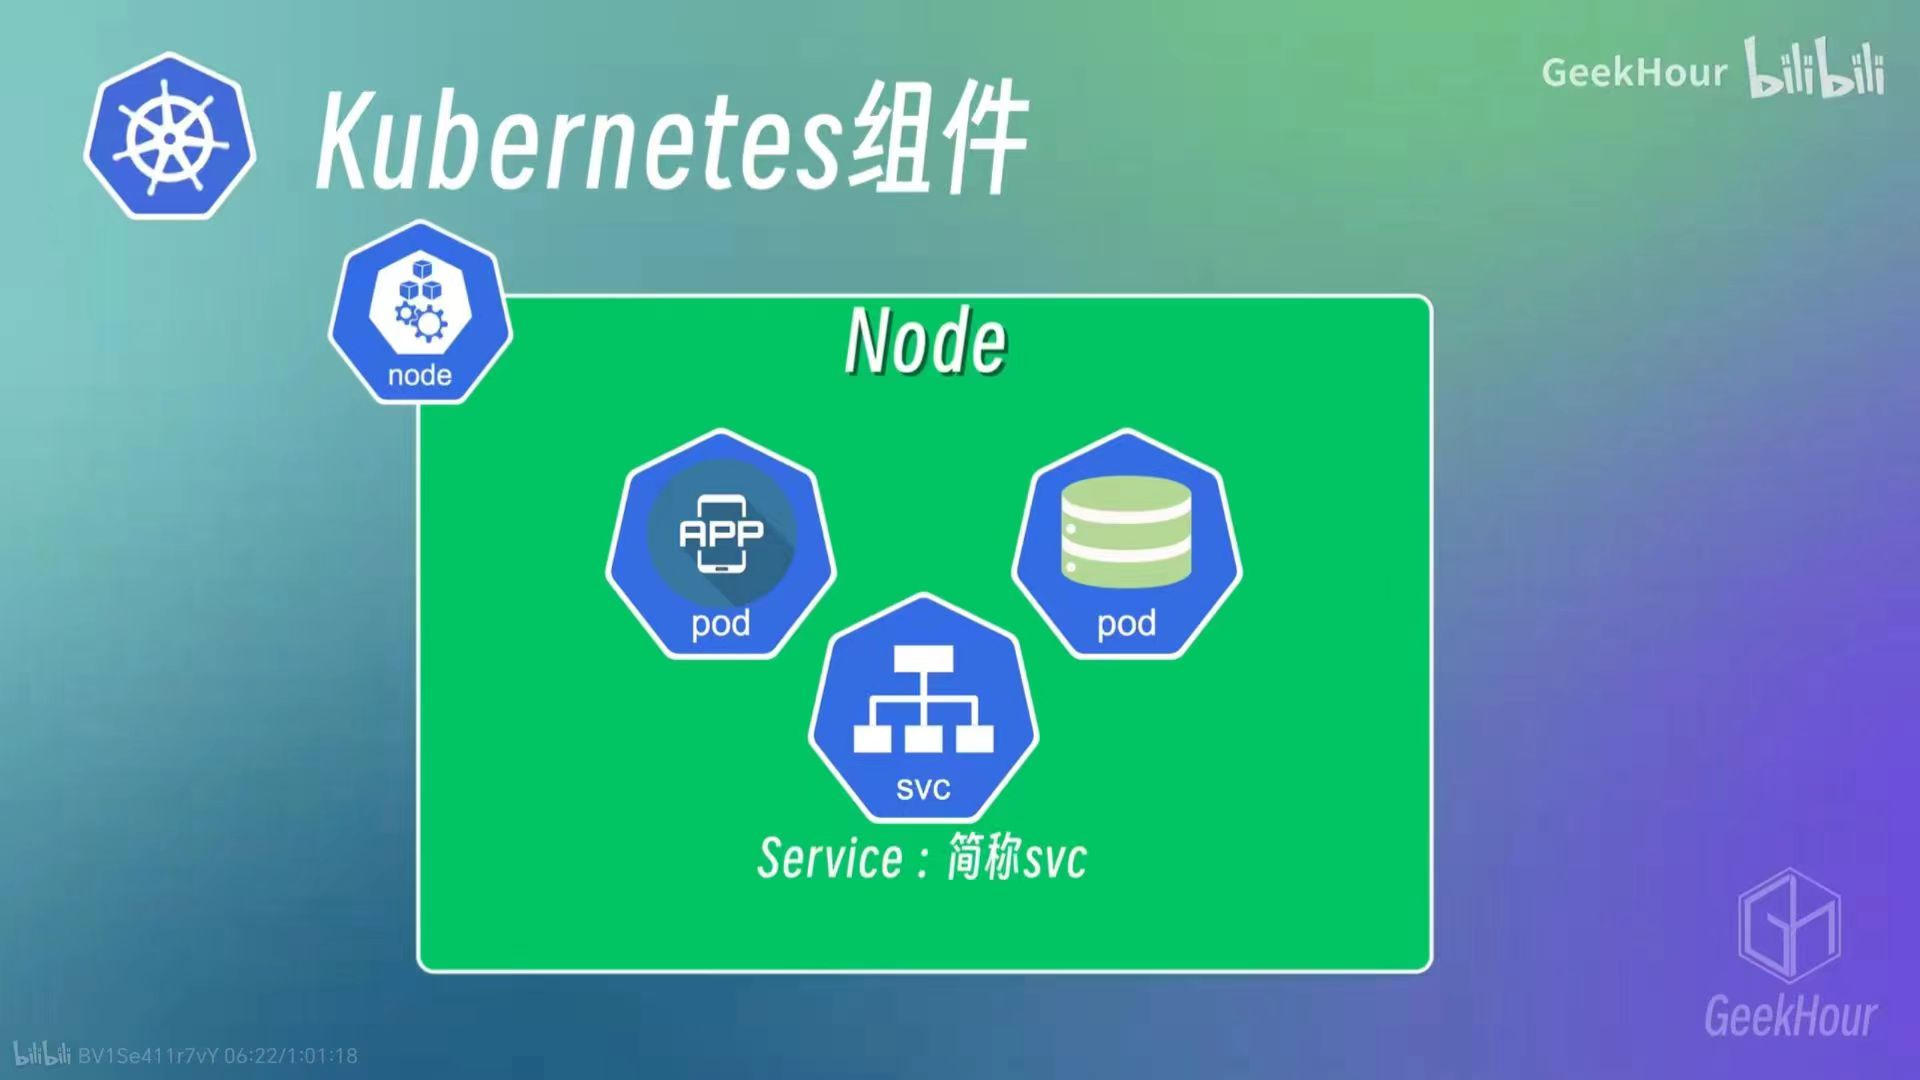 GeekHour bilibili
Kubernetes组件
node
Node
APP
pod
pod
svc
Service：简称svc
GeekHour
bilibili BV1Se411r7vY 06:22/1:01:18